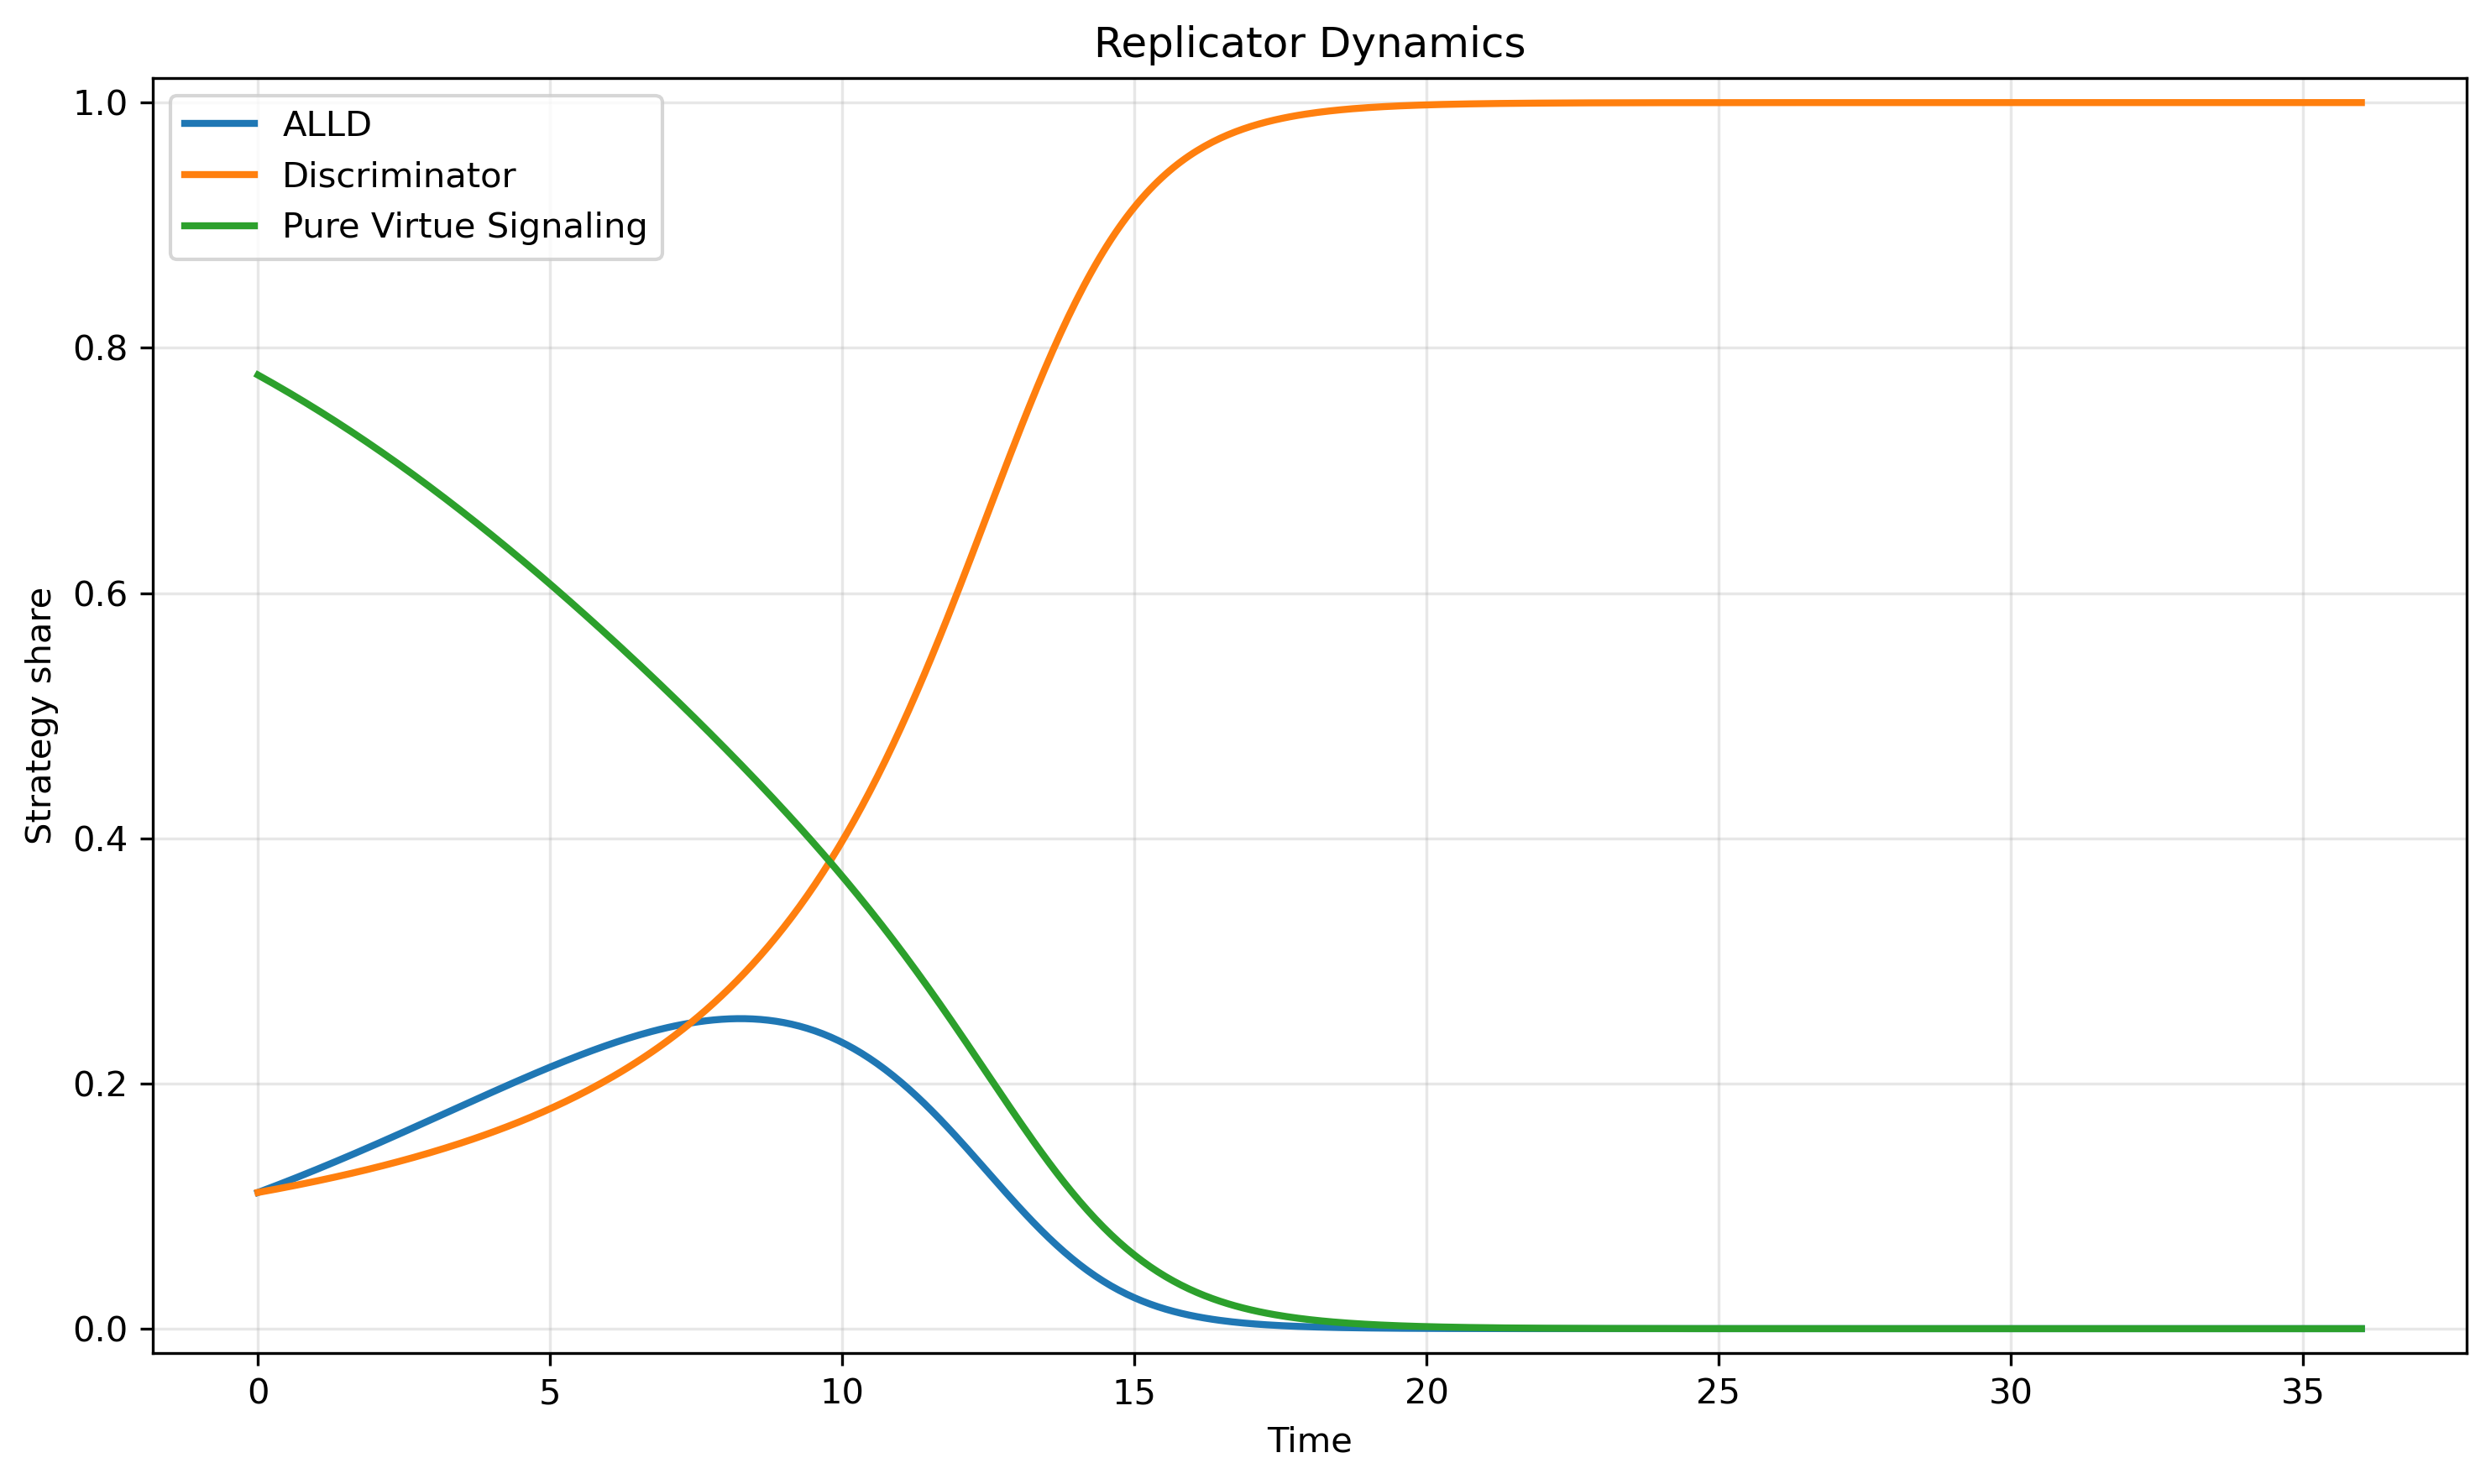 Replicator Dynamics
ALLD
Discriminator
Pure Virtue Signaling
Strategy share
1.0
0.8
0.6
0.4
0.2
0.0
0 5 10 15 20 25 30 35
Time